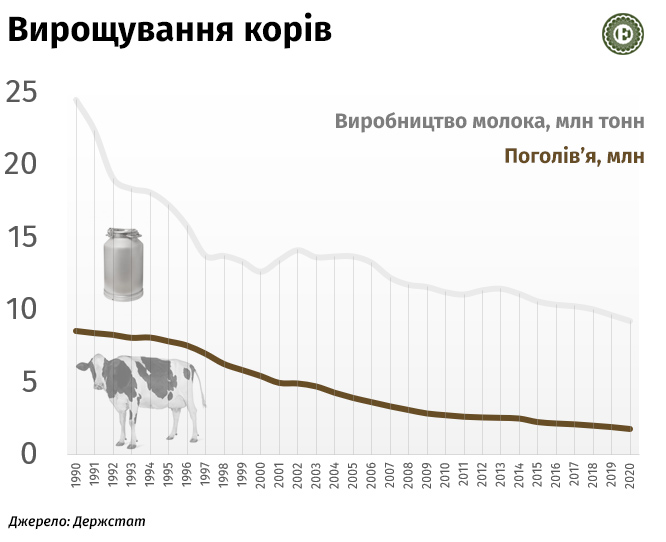 Вирощування корів
E
25
Виробництво молока, млн тонн
Поголів’я, млн
20
15
10
5
0
1990 1991 1992 1993 1994 1995 1996 1997 1998 1999 2000 2001 2002 2003 2004 2005 2006 2007 2008 2009 2010 2011 2012 2013 2014 2015 2016 2017 2018 2019 2020
Джерело: Держстат